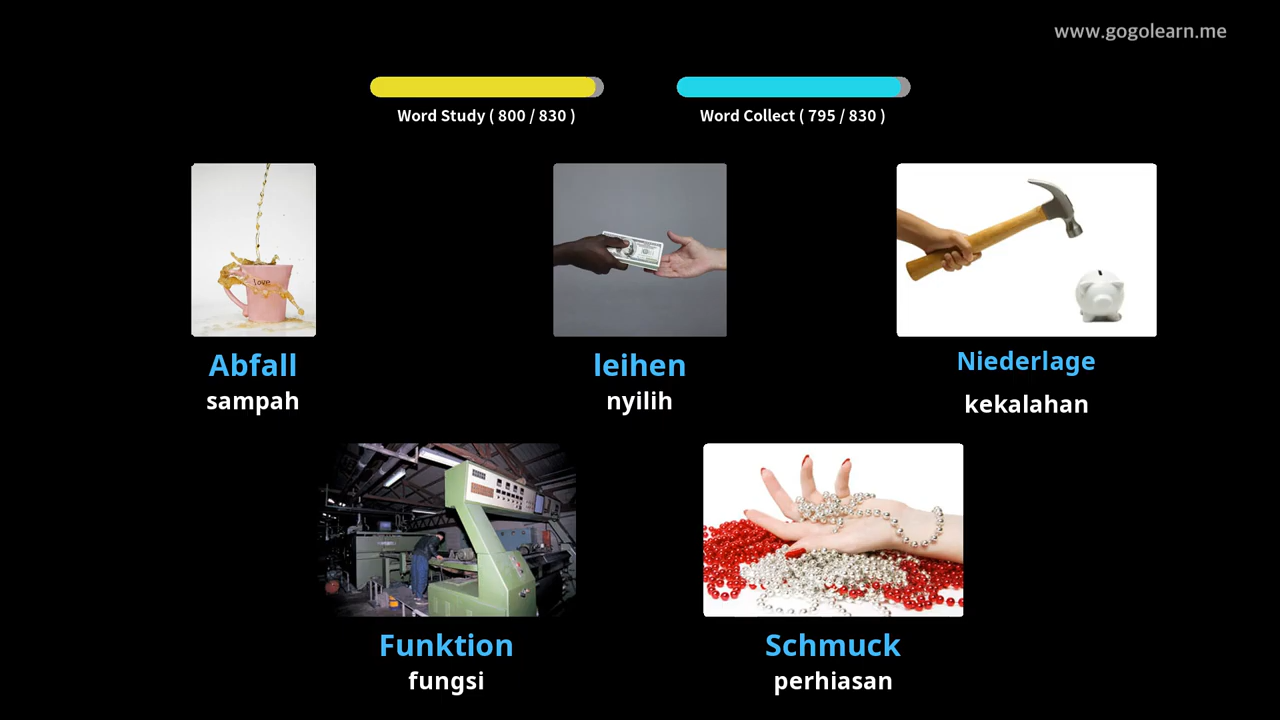 www.gogolearn.me
Word Study ( 800 / 830 )
Word Collect ( 795 / 830 )
love
Abfall
sampah
leihen
nyilih
Niederlage
kekalahan
Funktion
fungsi
Schmuck
perhiasan